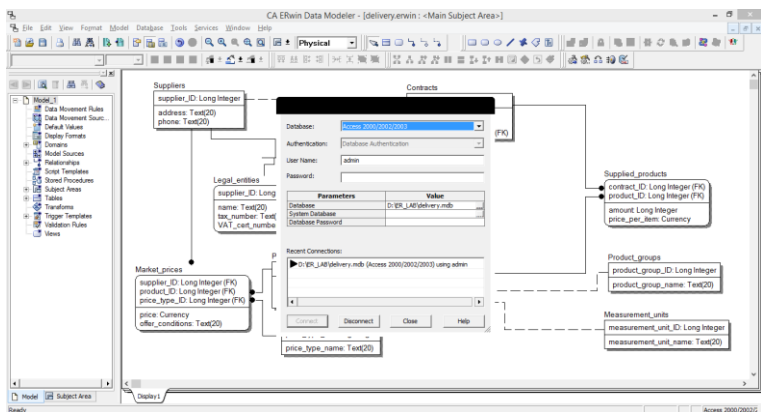 CA ERwin Data Modeler - [delivery.erwin : <Main Subject Area>]
File Edit View Format Model Database Tools Services Window Help
Physical
Model_1
Data Movement Rules
Data Movement Sourc...
Default Values
Display Formats
Domains
Model Sources
Relationships
Script Templates
Stored Procedures
Subject Areas
Tables
Transforms
Trigger Templates
Validation Rules
Views
Model
Subject Area
Suppliers
supplier_ID: Long Integer
address: Text(20)
phone: Text(20)
Contracts
(FK)
Legal_entities
supplier_ID: Long
name: Text(20)
tax_number: Text(
VAT_cert_numbe
Database:
Access 2000/2002/2003
Authentication:
Database Authentication
User Name:
admin
Password:
Parameters Value
Database D:\ER_LAB\delivery.mdb
System Database
Database Password
Recent Connections:
D:\ER_LAB\delivery.mdb (Access 2000/2002/2003) using admin
Connect Disconnect Close Help
Supplied_products
contract_ID: Long Integer (FK)
product_ID: Long Integer (FK)
amount: Long Integer
price_per_item: Currency
Market_prices
supplier_ID: Long Integer (FK)
product_ID: Long Integer (FK)
price_type_ID: Long Integer (FK)
price: Currency
offer_conditions: Text(20)
price_type_name: Text(20)
Product_groups
product_group_ID: Long Integer
product_group_name: Text(20)
Measurement_units
measurement_unit_ID: Long Integer
measurement_unit_name: Text(20)
Display1
Ready
Access 2000/2002/2